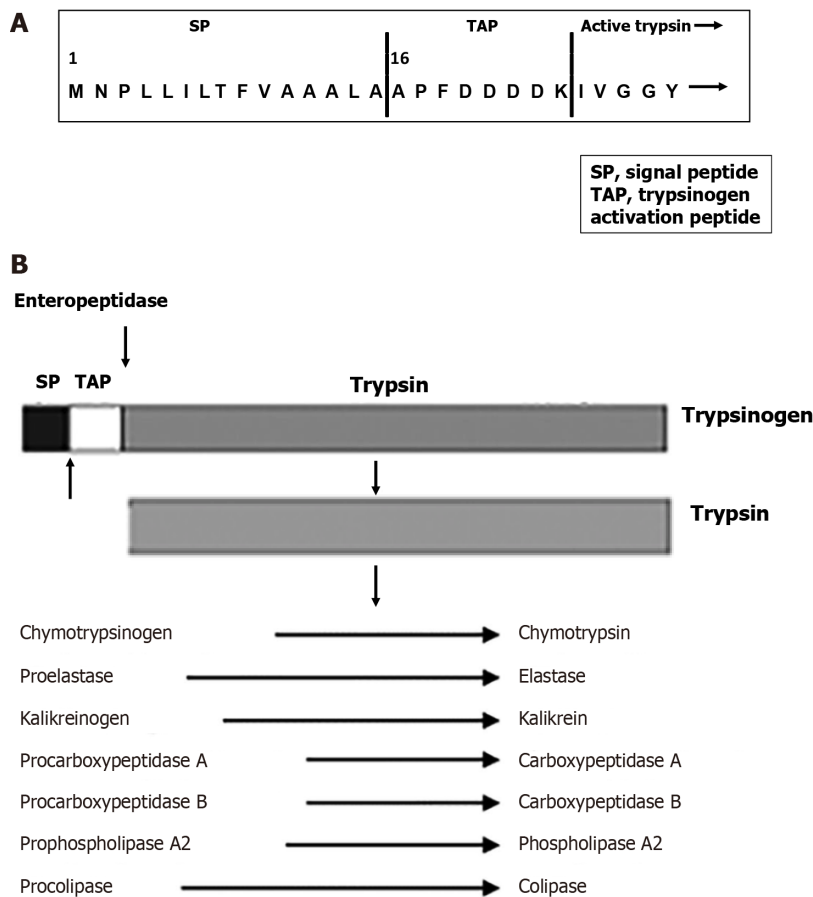 A
SP TAP Active trypsin
1 16
M N P L L I L T F V A A A L A A P F D D D D K I V G G Y
SP, signal peptide
TAP, trypsinogen
activation peptide
B
Enteropeptidase
SP TAP Trypsin
Trypsinogen
Trypsin
Chymotrypsinogen Chymotrypsin
Proelastase Elastase
Kalikreinogen Kalikrein
Procarboxypeptidase A Carboxypeptidase A
Procarboxypeptidase B Carboxypeptidase B
Prophospholipase A2 Phospholipase A2
Procolipase Colipase